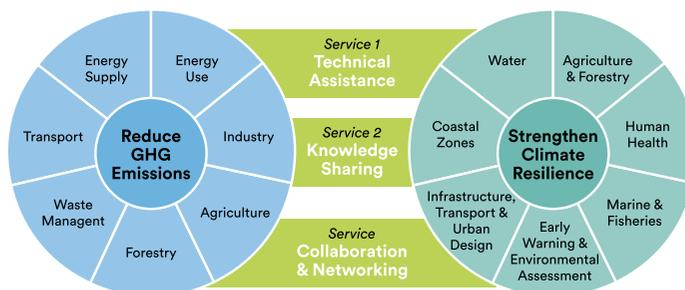 Energy
Supply
Energy
Use
Transport
Reduce
GHG
Emissions
Industry
Waste
Managent
Agriculture
Forestry
Service 1
Technical
Assistance
Service 2
Knowledge
Sharing
Service
Collaboration
& Networking
Water
Agriculture
& Forestry
Coastal
Zones
Strengthen
Climate
Resilience
Human
Health
Infrastructure,
Transport &
Urban
Design
Early
Warning &
Environmental
Assessment
Marine &
Fisheries